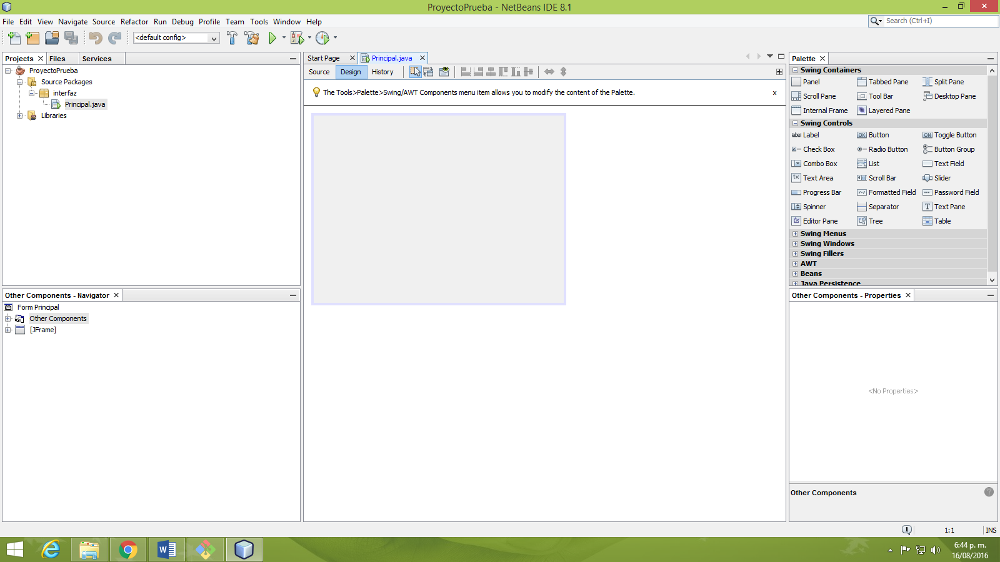 ProyectoPrueba - NetBeans IDE 8.1
File Edit View Navigate Source Refactor Run Debug Profile Team Tools Window Help
Search (Ctrl+I)
<default config>
Projects Files Services
ProyectoPrueba
Source Packages
interfaz
Principal.java
Libraries
Other Components - Navigator
Form Principal
Other Components
[JFrame]
Start Page Principal.java
Source Design History
The Tools>Palette>Swing/AWT Components menu item allows you to modify the content of the Palette. x
Palette
Swing Containers
Panel Tabbed Pane Split Pane
Scroll Pane Tool Bar Desktop Pane
Internal Frame Layered Pane
Swing Controls
label Label OK Button ON Toggle Button
Check Box Radio Button Button Group
Combo Box List Text Field
Text Area Scroll Bar Slider
Progress Bar Formatted Field Password Field
Spinner Separator T Text Pane
Editor Pane Tree Table
Swing Menus
Swing Windows
Swing Fillers
AWT
Beans
Java Persistence
Other Components - Properties
<No Properties>
Other Components
1 1:1 INS
6:44 p. m.
16/08/2016